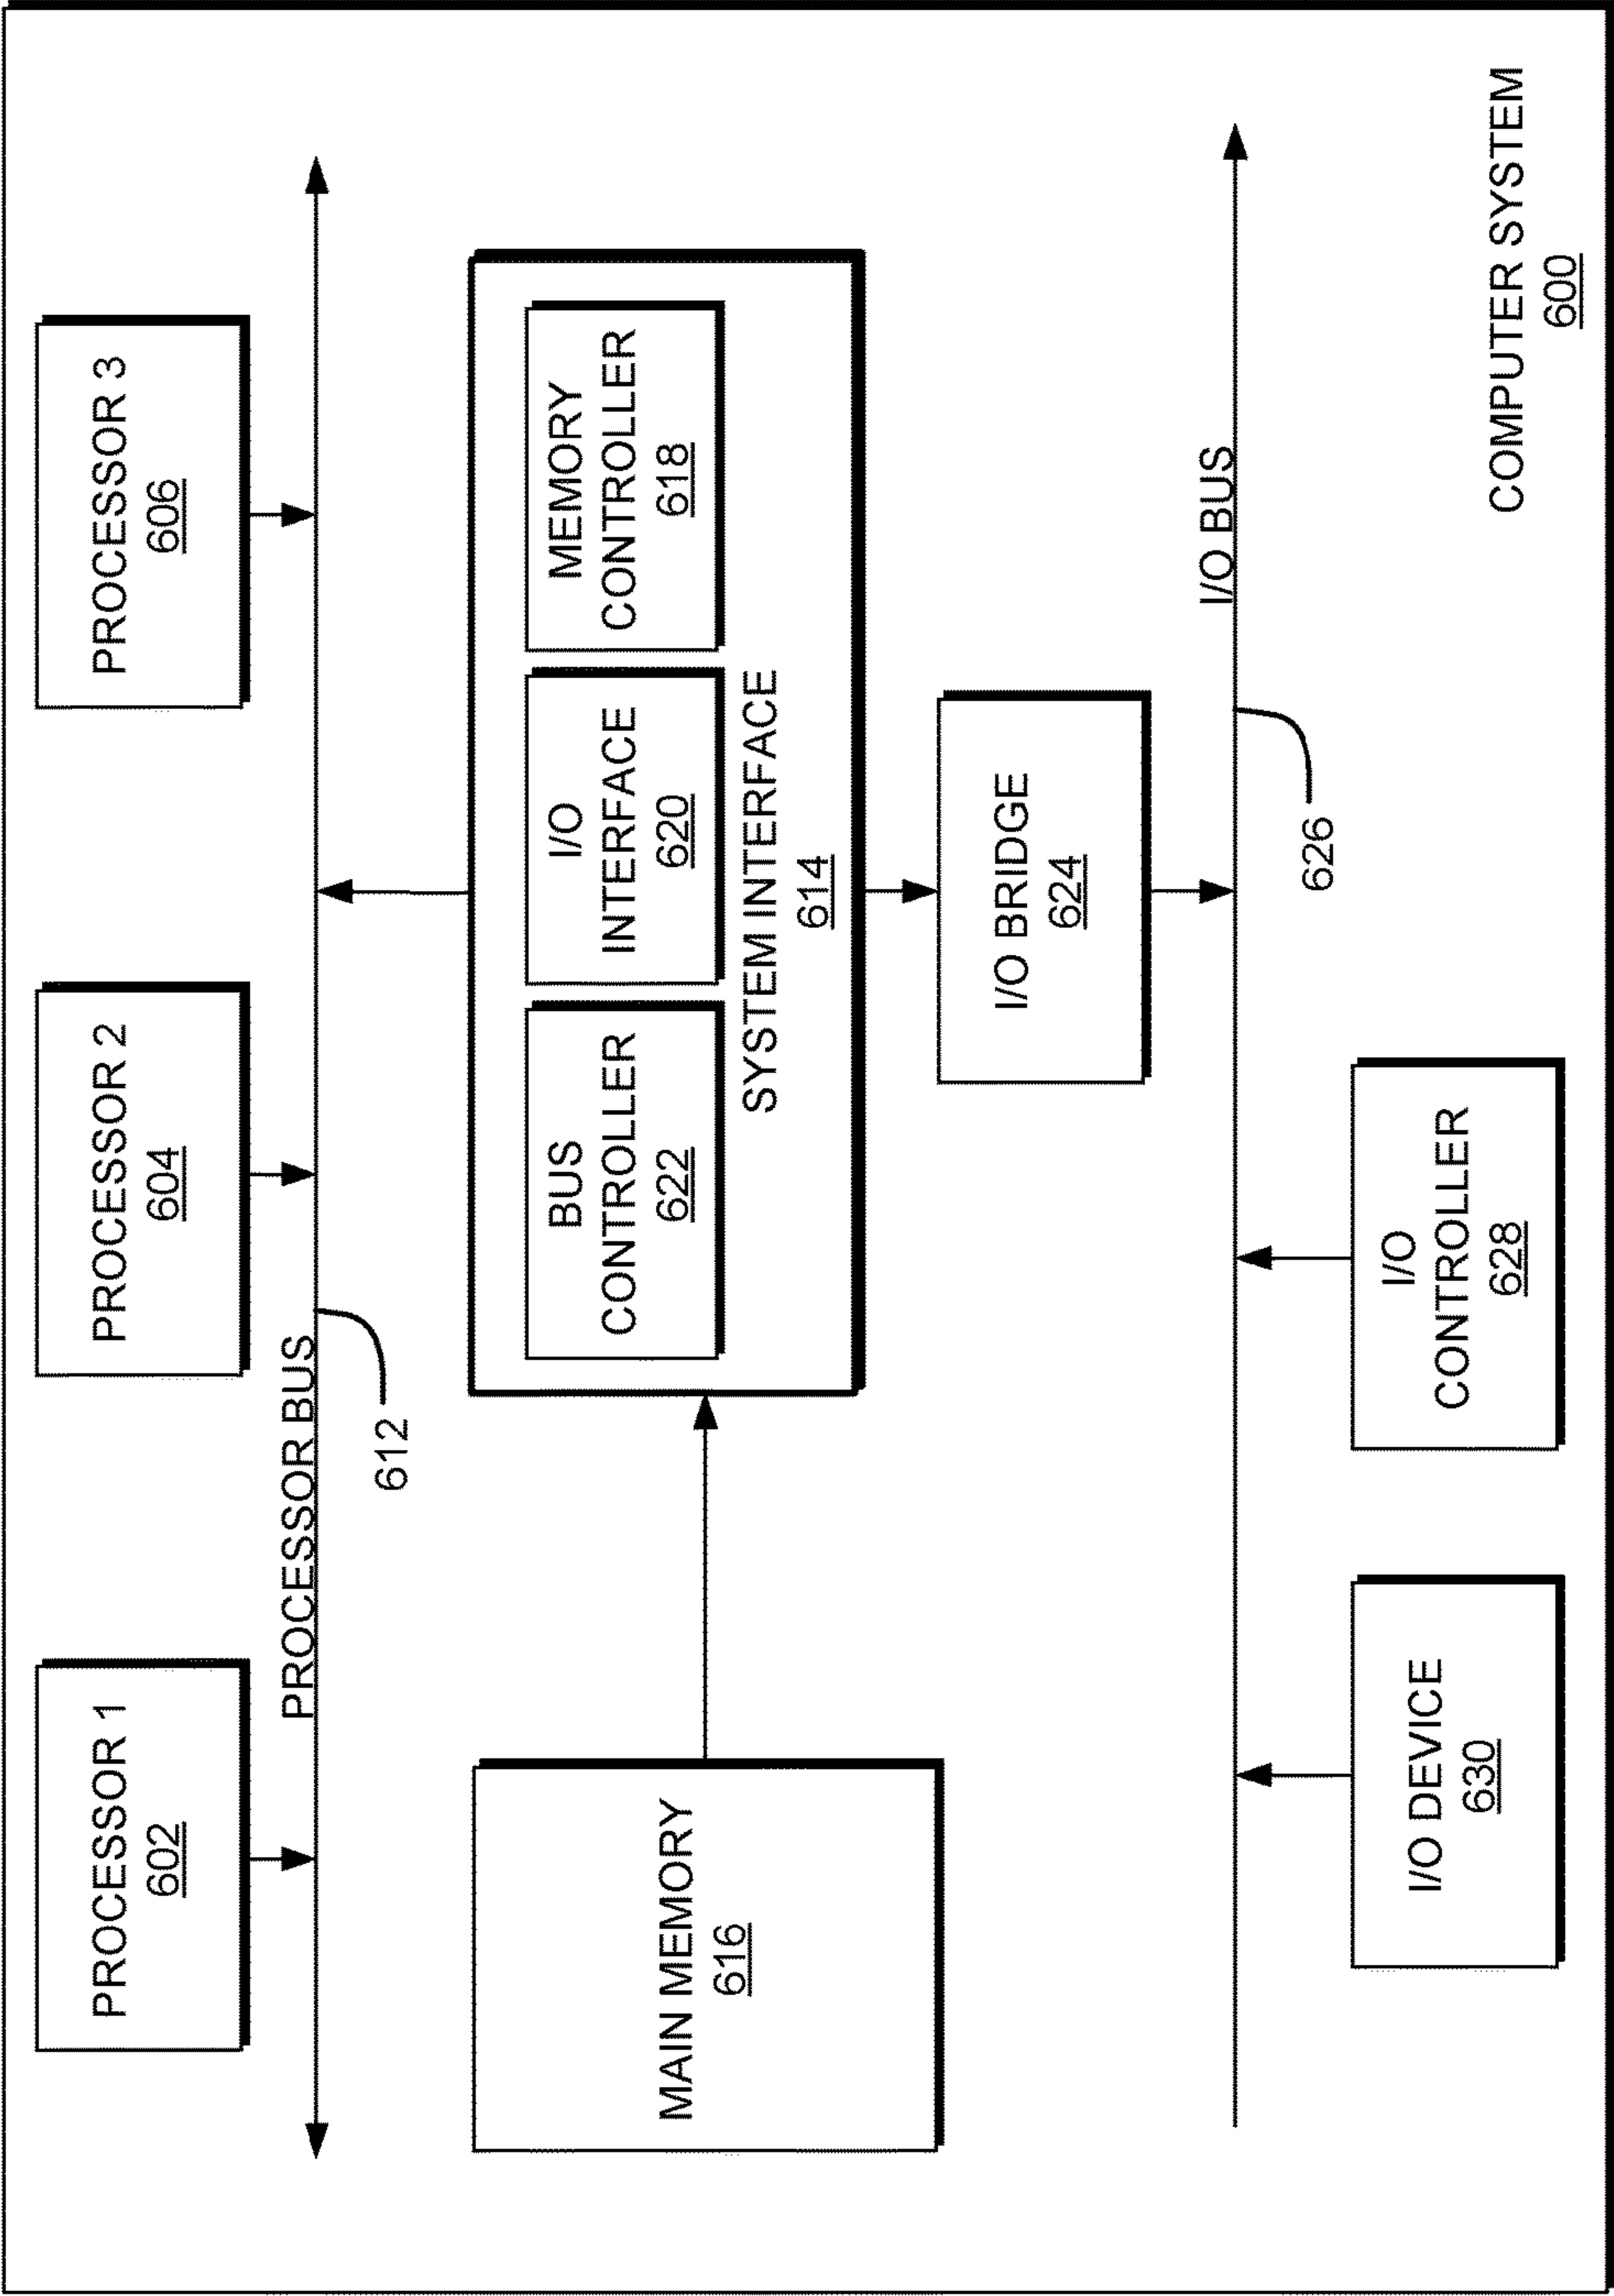 PROCESSOR 1
602
PROCESSOR 2
604
PROCESSOR 3
606
PROCESSOR BUS
612
MAIN MEMORY
616
BUS
CONTROLLER
622
I/O
INTERFACE
620
MEMORY
CONTROLLER
618
SYSTEM INTERFACE
614
I/O BRIDGE
624
I/O BUS
626
I/O DEVICE
630
I/O
CONTROLLER
628
COMPUTER SYSTEM
600